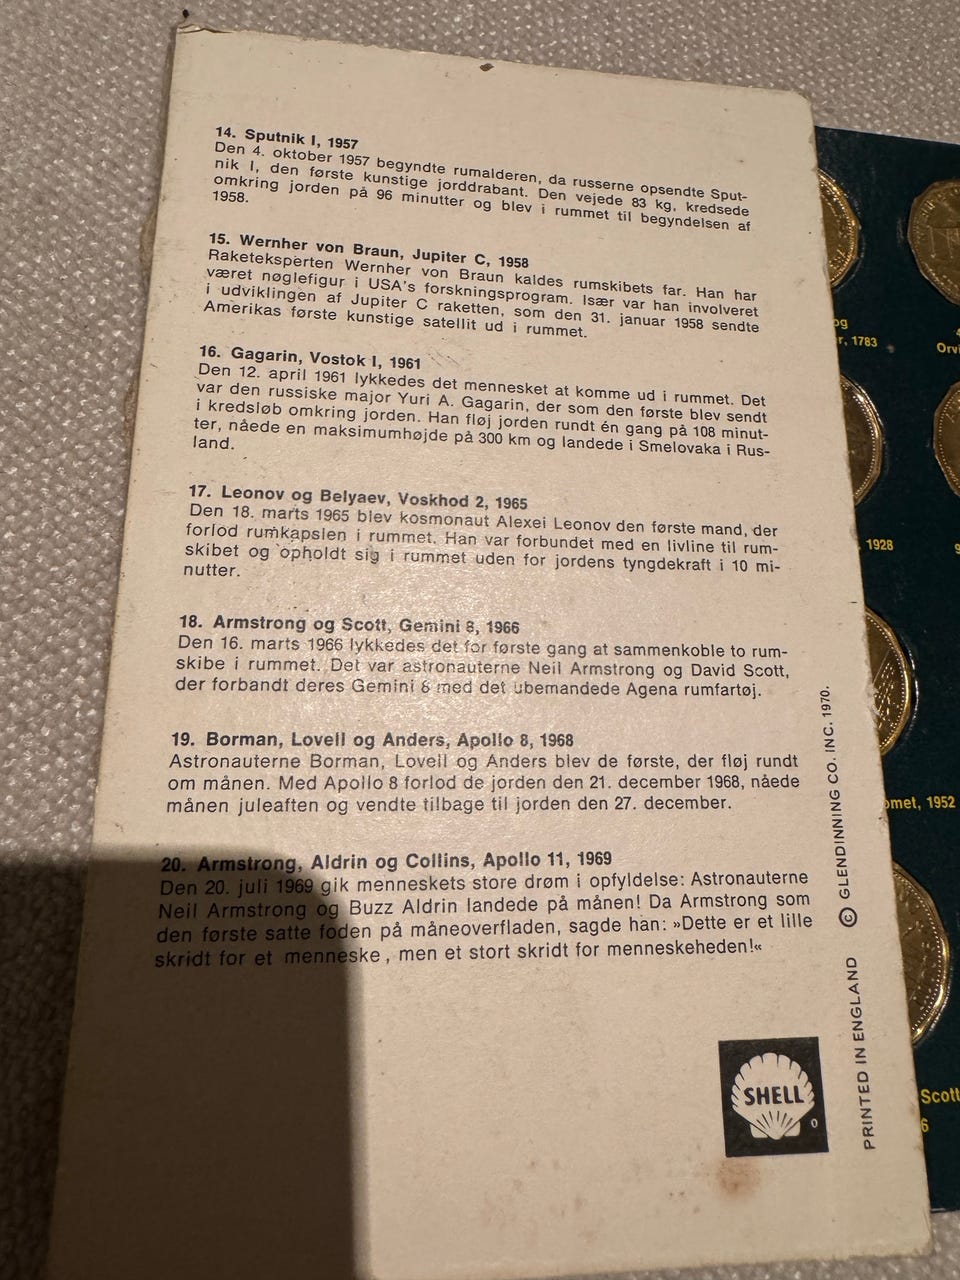 14. Sputnik I, 1957
Den 4. oktober 1957 begyndte rumalderen, da russerne opsendte Sput-
nik I, den første kunstige jorddrabant. Den vejede 83 kg, kredsede
omkring jorden på 96 minutter og blev i rummet til begyndelsen af
1958.
15. Wernher von Braun, Jupiter C, 1958
Raketeksperten Wernher von Braun kaldes rumskibets far. Han har
været nøglefigur i USA's forskningsprogram. Især var han involveret
i udviklingen af Jupiter C raketten, som den 31. januar 1958 sendte
Amerikas første kunstige satellit ud i rummet.
16. Gagarin, Vostok I, 1961
Den 12. april 1961 lykkedes det mennesket at komme ud i rummet. Det
var den russiske major Yuri A. Gagarin, der som den første blev sendt
i kredsløb omkring jorden. Han fløj jorden rundt én gang på 108 minut-
ter, nåede en maksimumhøjde på 300 km og landede i Smelovaka i Rus-
land.
17. Leonov og Belyaev, Voskhod 2, 1965
Den 18. marts 1965 blev kosmonaut Alexei Leonov den første mand, der
forlod rumkapslen i rummet. Han var forbundet med en livline til rum-
skibet og opholdt sig i rummet uden for jordens tyngdekraft i 10 mi-
nutter.
18. Armstrong og Scott, Gemini 8, 1966
Den 16. marts 1966 lykkedes det for første gang at sammenkoble to rum-
skibe i rummet. Det var astronauterne Neil Armstrong og David Scott,
der forbandt deres Gemini 8 med det ubemandede Agena rumfartøj.
19. Borman, Lovell og Anders, Apollo 8, 1968
Astronauterne Borman, Lovell og Anders blev de første, der fløj rundt
om månen. Med Apollo 8 forlod de jorden den 21. december 1968, nåede
månen juleaften og vendte tilbage til jorden den 27. december.
20. Armstrong, Aldrin og Collins, Apollo 11, 1969
Den 20. juli 1969 gik menneskets store drøm i opfyldelse: Astronauterne
Neil Armstrong og Buzz Aldrin landede på månen! Da Armstrong som
den første satte foden på måneoverfladen, sagde han: »Dette er et lille
skridt for et menneske, men et stort skridt for menneskeheden!«
SHELL
PRINTED IN ENGLAND © GLENDINNING CO. INC. 1970.
og
r, 1783
Orvi
1928
omet, 1952
Scott
6